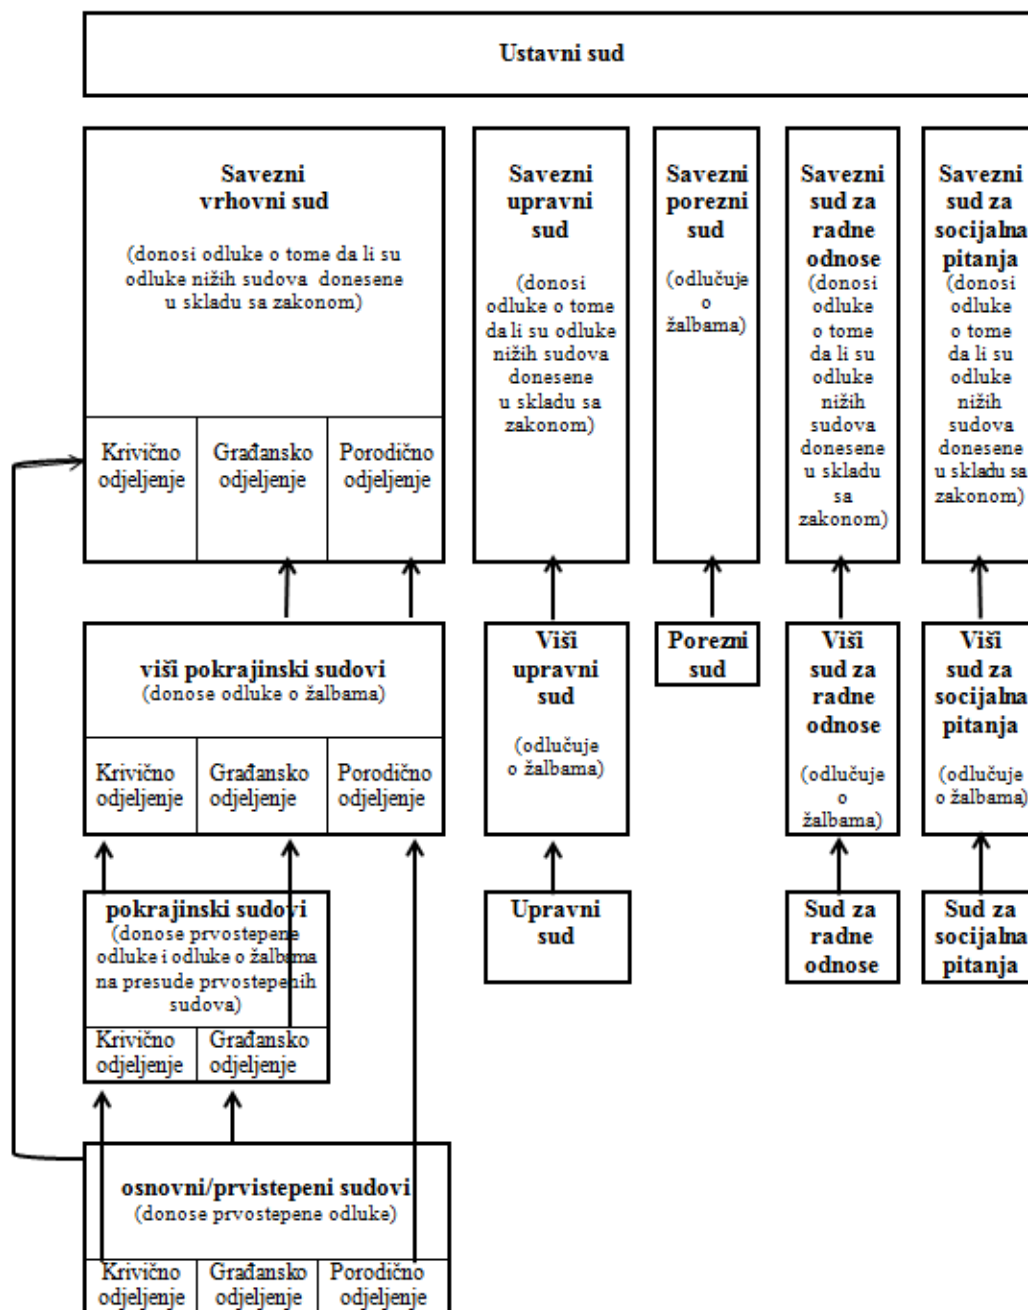 Ustavni sud
Savezni
vrhovni sud
(donosi odluke o tome da li su
odluke nižih sudova donesene
u skladu sa zakonom)
Krivično
odjeljenje
Građansko
odjeljenje
Porodično
odjeljenje
Savezni
upravni
sud
(donosi
odluke o tome
da li su odluke
nižih sudova
donesene
u skladu sa
zakonom)
Savezni
porezni
sud
(odlučuje
o
žalbama)
Savezni
sud za
radne
odnose
(donosi
odluke
o tome
da li su
odluke
nižih
sudova
donesene
u skladu
sa
zakonom)
Savezni
sud za
socijalna
pitanja
(donosi
odluke
o tome
da li su
odluke
nižih
sudova
donesene
u skladu sa
zakonom)
viši pokrajinski sudovi
(donose odluke o žalbama)
Krivično
odjeljenje
Građansko
odjeljenje
Porodično
odjeljenje
Viši
upravni
sud
(odlučuje
o žalbama)
Porezni
sud
Viši
sud za
radne
odnose
(odlučuje
o
žalbama)
Viši
sud za
socijalna
pitanja
(odlučuje
o žalbama)
pokrajinski sudovi
(donose prvostepene
odluke i odluke o žalbama
na presude prvostepenih
sudova)
Krivično
odjeljenje
Građansko
odjeljenje
Upravni
sud
Sud za
radne
odnose
Sud za
socijalna
pitanja
osnovni/prvistepeni sudovi
(donose prvostepene odluke)
Krivično
odjeljenje
Građansko
odjeljenje
Porodično
odjeljenje